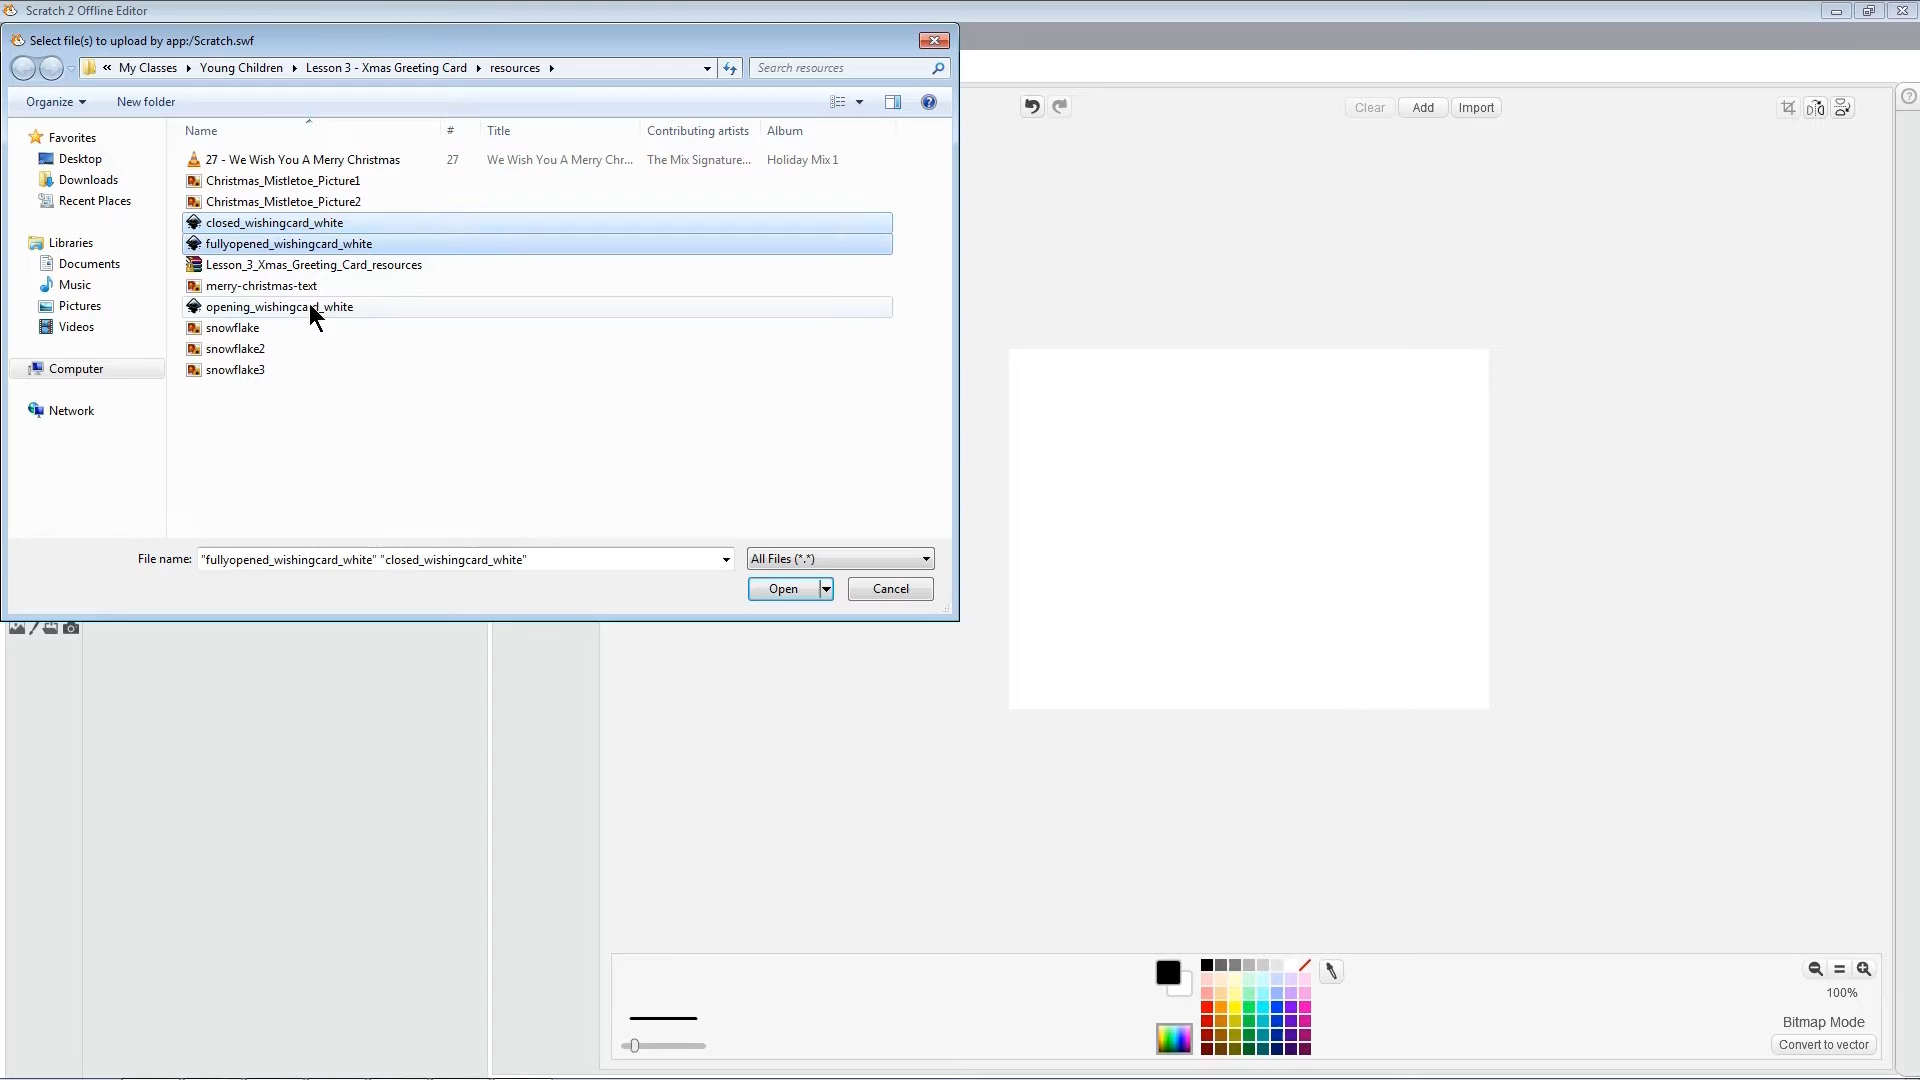 Scratch 2 Offline Editor
Select file(s) to upload by app:/Scratch.swf
« My Classes Young Children Lesson 3 - Xmas Greeting Card resources
Search resources
Organize New folder
Clear Add Import
Favorites
Desktop
Downloads
Recent Places
Libraries
Documents
Music
Pictures
Videos
Computer
Network
Name # Title Contributing artists Album
27 - We Wish You A Merry Christmas 27 We Wish You A Merry Chr... The Mix Signature... Holiday Mix 1
Christmas_Mistletoe_Picture1
Christmas_Mistletoe_Picture2
closed_wishingcard_white
fullyopened_wishingcard_white
Lesson_3_Xmas_Greeting_Card_resources
merry-christmas-text
opening_wishingcard_white
snowflake
snowflake2
snowflake3
File name: "fullyopened_wishingcard_white" "closed_wishingcard_white" All Files (*.*)
Open Cancel
100%
Bitmap Mode
Convert to vector